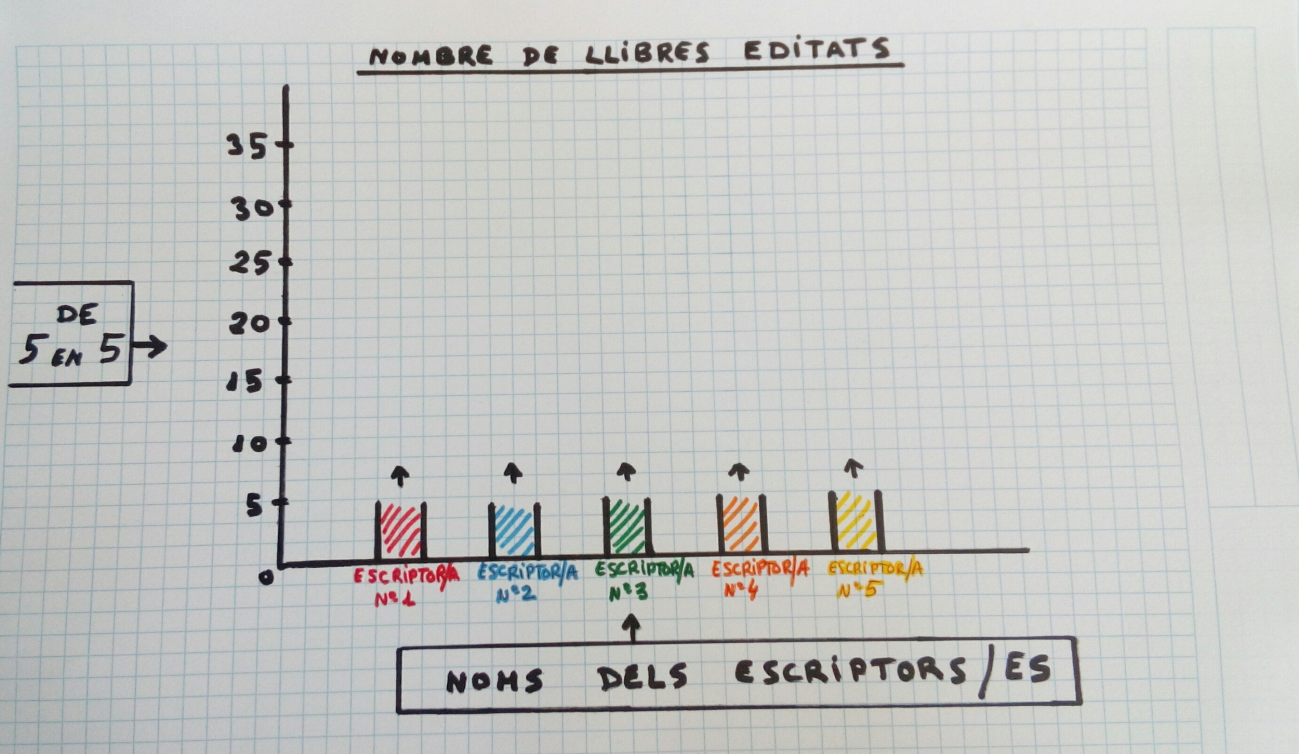 NOMBRE DE LLIBRES EDITATS
35
30
25
20
15
10
5
0
DE
5 EN 5
ESCRIPTOR/A
Nº1
ESCRIPTOR/A
Nº2
ESCRIPTOR/A
Nº3
ESCRIPTOR/A
Nº4
ESCRIPTOR/A
Nº5
NOMS DELS ESCRIPTORS/ES